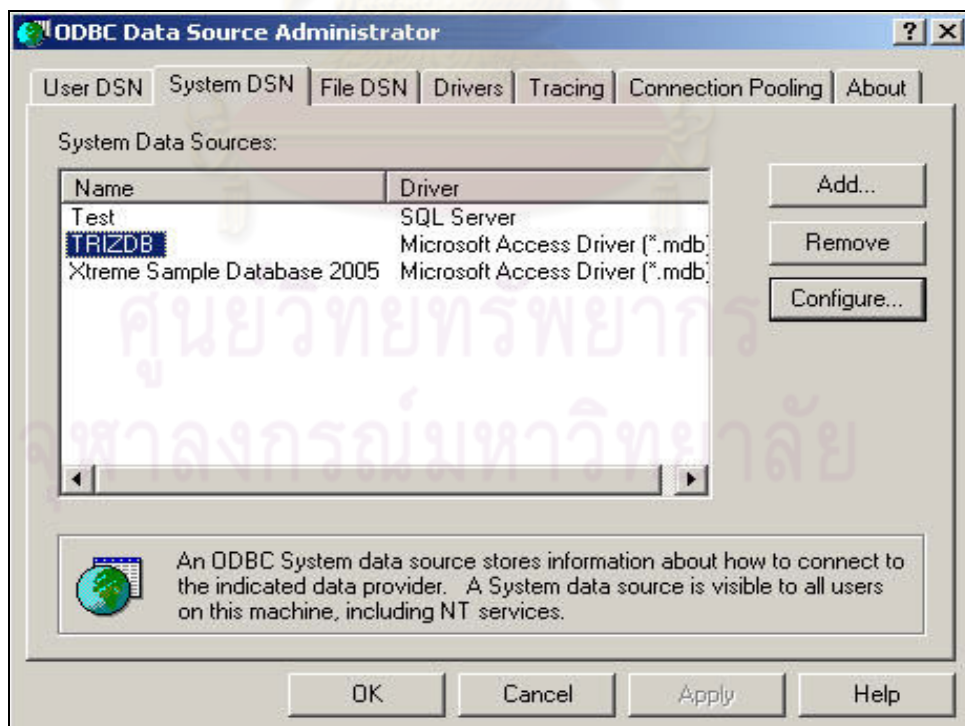 ODBC Data Source Administrator
User DSN System DSN File DSN Drivers Tracing Connection Pooling About
System Data Sources:
Name Driver
Test SQL Server
TRIZDB Microsoft Access Driver (*.mdb)
Xtreme Sample Database 2005 Microsoft Access Driver (*.mdb)
Add...
Remove
Configure...
ศูนย์วิทยทรัพยากร
จุฬาลงกรณ์มหาวิทยาลัย
An ODBC System data source stores information about how to connect to
the indicated data provider. A System data source is visible to all users
on this machine, including NT services.
OK Cancel Apply Help